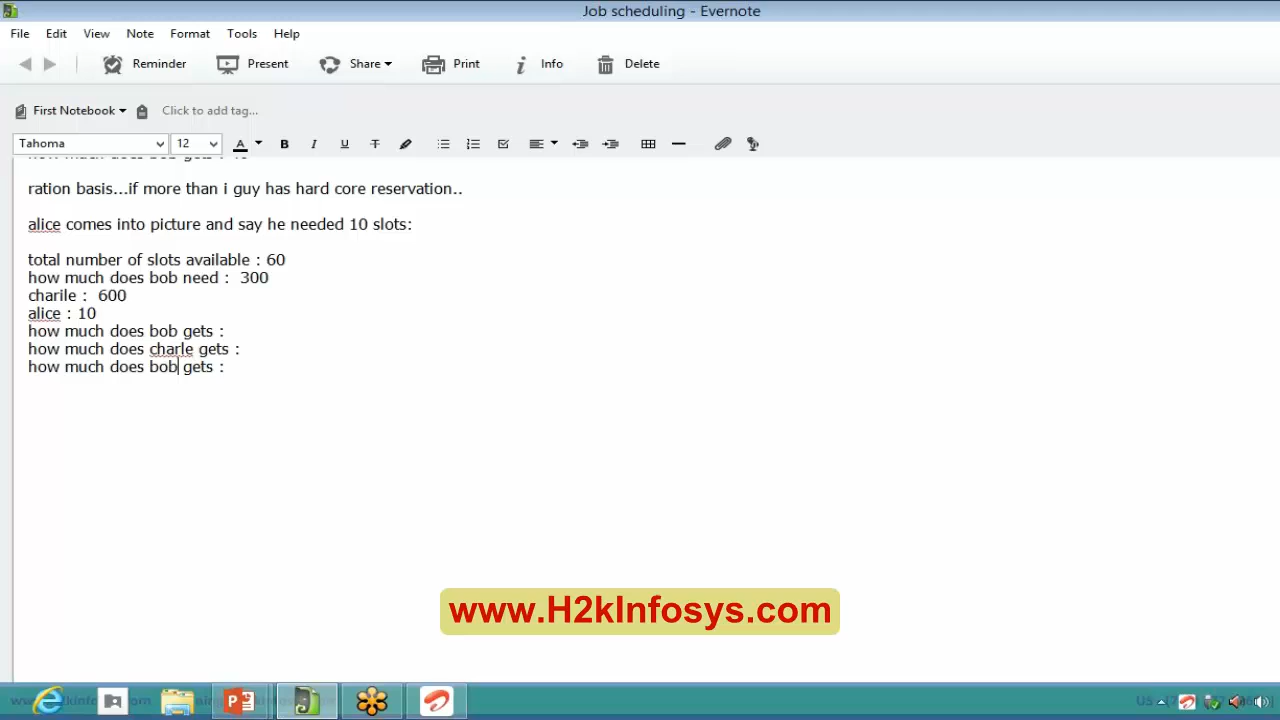 Job scheduling - Evernote
File Edit View Note Format Tools Help
Reminder Present Share Print Info Delete
First Notebook Click to add tag...
Tahoma 12 A B I T U T
ration basis...if more than i guy has hard core reservation..
alice comes into picture and say he needed 10 slots:
total number of slots available : 60
how much does bob need : 300
charile : 600
alice : 10
how much does bob gets :
how much does charle gets :
how much does bob gets :
www.H2kInfosys.com
US